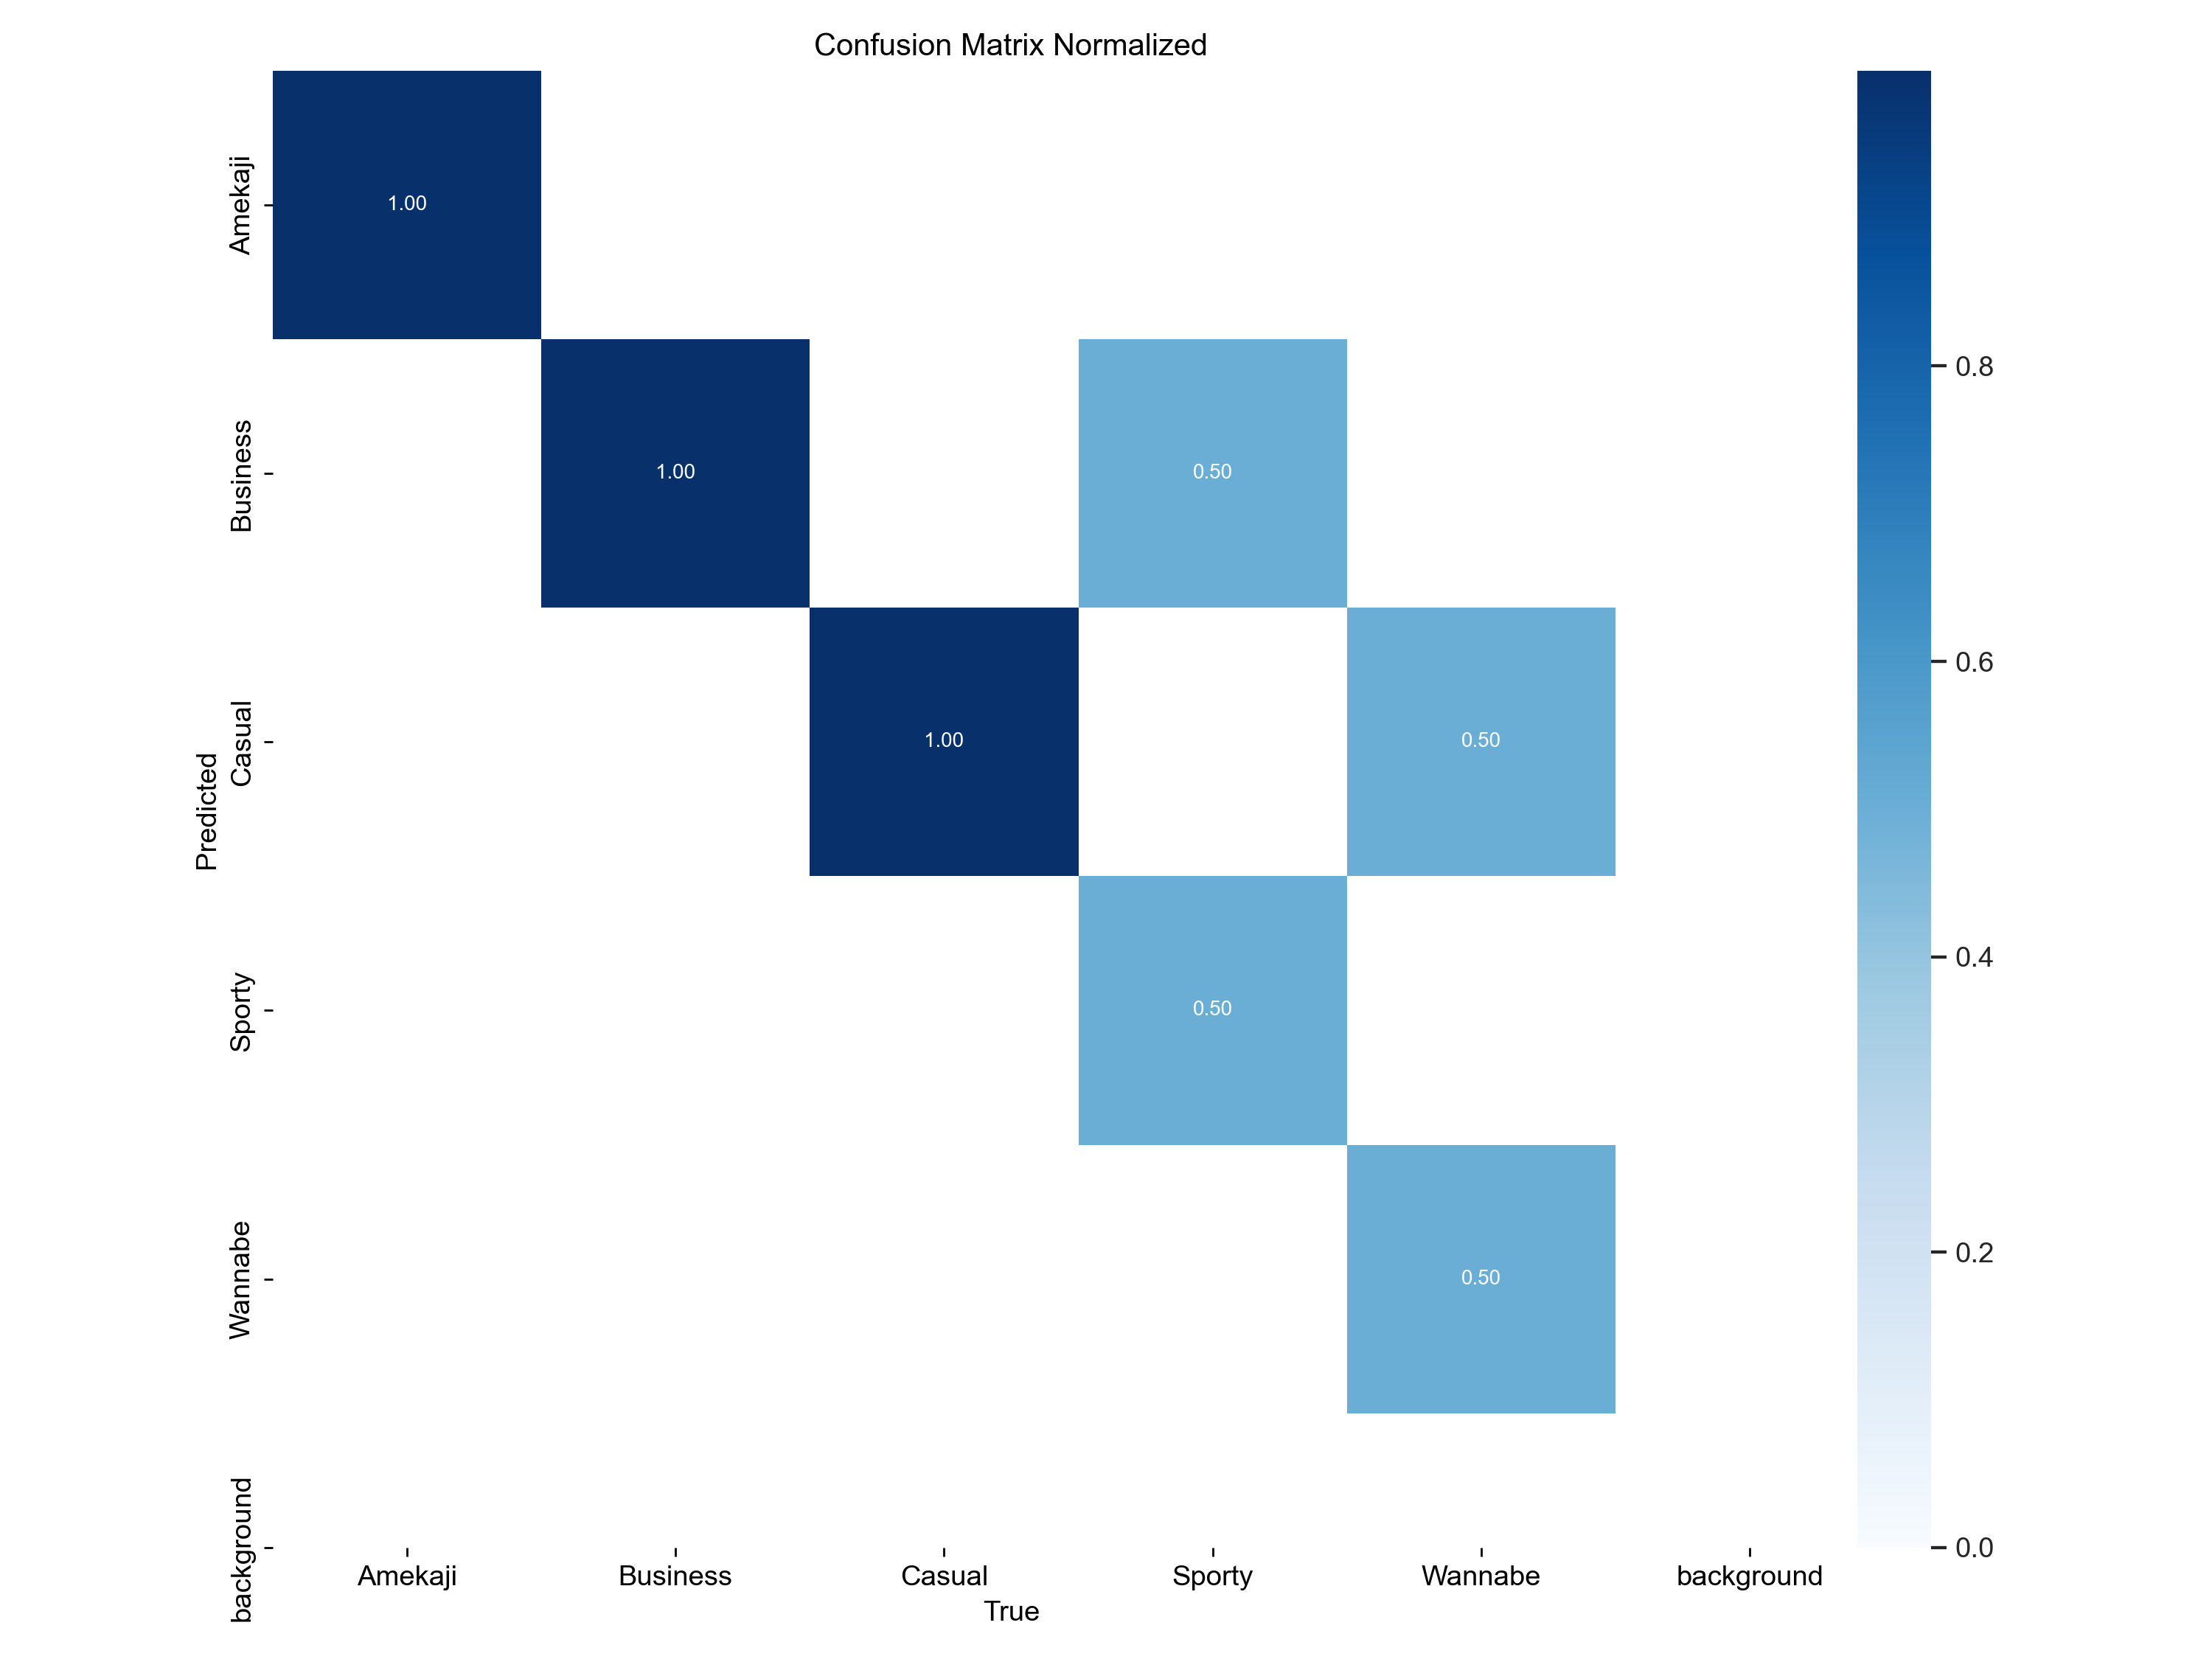 Confusion Matrix Normalized
Predicted
Amekaji
1.00
Business
1.00
0.50
Casual
1.00
0.50
Sporty
0.50
Wannabe
0.50
background
Amekaji
Business
Casual
Sporty
Wannabe
background
True
0.8
0.6
0.4
0.2
0.0